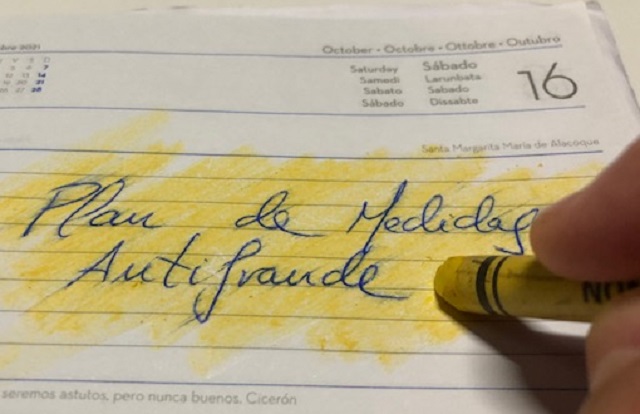 October • Octobre • Ottobre • Outubro
Saturday Sábado
Samedi Larunbata
Sabato Sabado
Sábado Dissabte
16
Santa Margarita María de Alacoque
Plan de Medidas
Antifraude
seremos astutos, pero nunca buenos. Cicerón